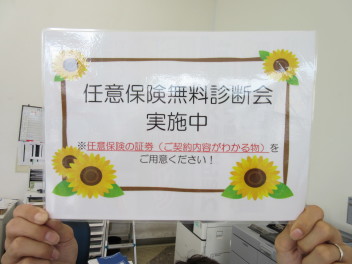 任意保険無料診断会
実施中
※任意保険の証券（ご契約内容がわかる物）を
ご用意ください！